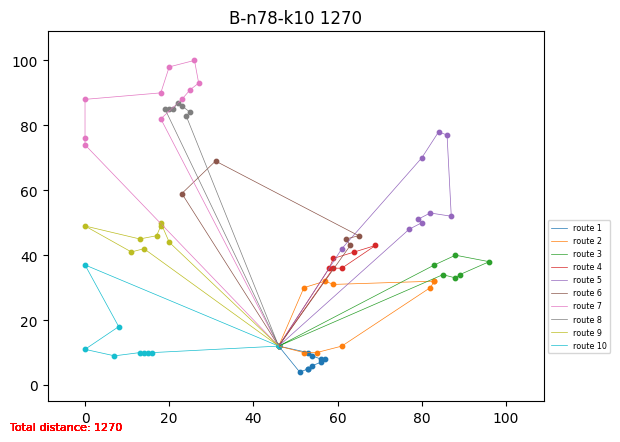 B-n78-k10 1270
100
80
60
40
20
0
0 20 40 60 80 100
route 1
route 2
route 3
route 4
route 5
route 6
route 7
route 8
route 9
route 10
Total distance: 1270